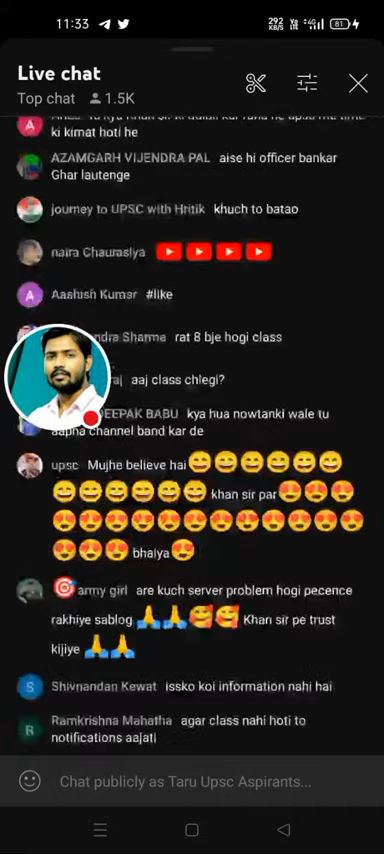 11:33
292 KB/S 4G 81
Live chat
Top chat 1.5K
ki kimat hoti he
AZAMGARH VIJENDRA PAL aise hi officer bankar
Ghar lautenge
journey to UPSC with Hritik khuch to batao
naira Chaurasiya
A Aashish Kumar #like
ndra Sharma rat 8 bje hogi class
raj aaj class chlegi?
DEEPAK BABU kya hua nowtanki wale tu
aapna channel band kar de
upsc Mujhe believe hai😄😄😄😄😄😄
😄😄😄😄😄😄 khan sir par😍😍😍
😍😍😍😍😍😍😍😍😍😍😍😍
😍😍😍 bhaiya😍
🎯army girl are kuch server problem hogi pecence
rakhiye sablog 🙏🙏🥰🥰 Khan sir pe trust
kijiye 🙏🙏
S Shivnandan Kewat issko koi information nahi hai
R Ramkrishna Mahatha agar class nahi hoti to
notifications aajati
Chat publicly as Taru Upsc Aspirants...